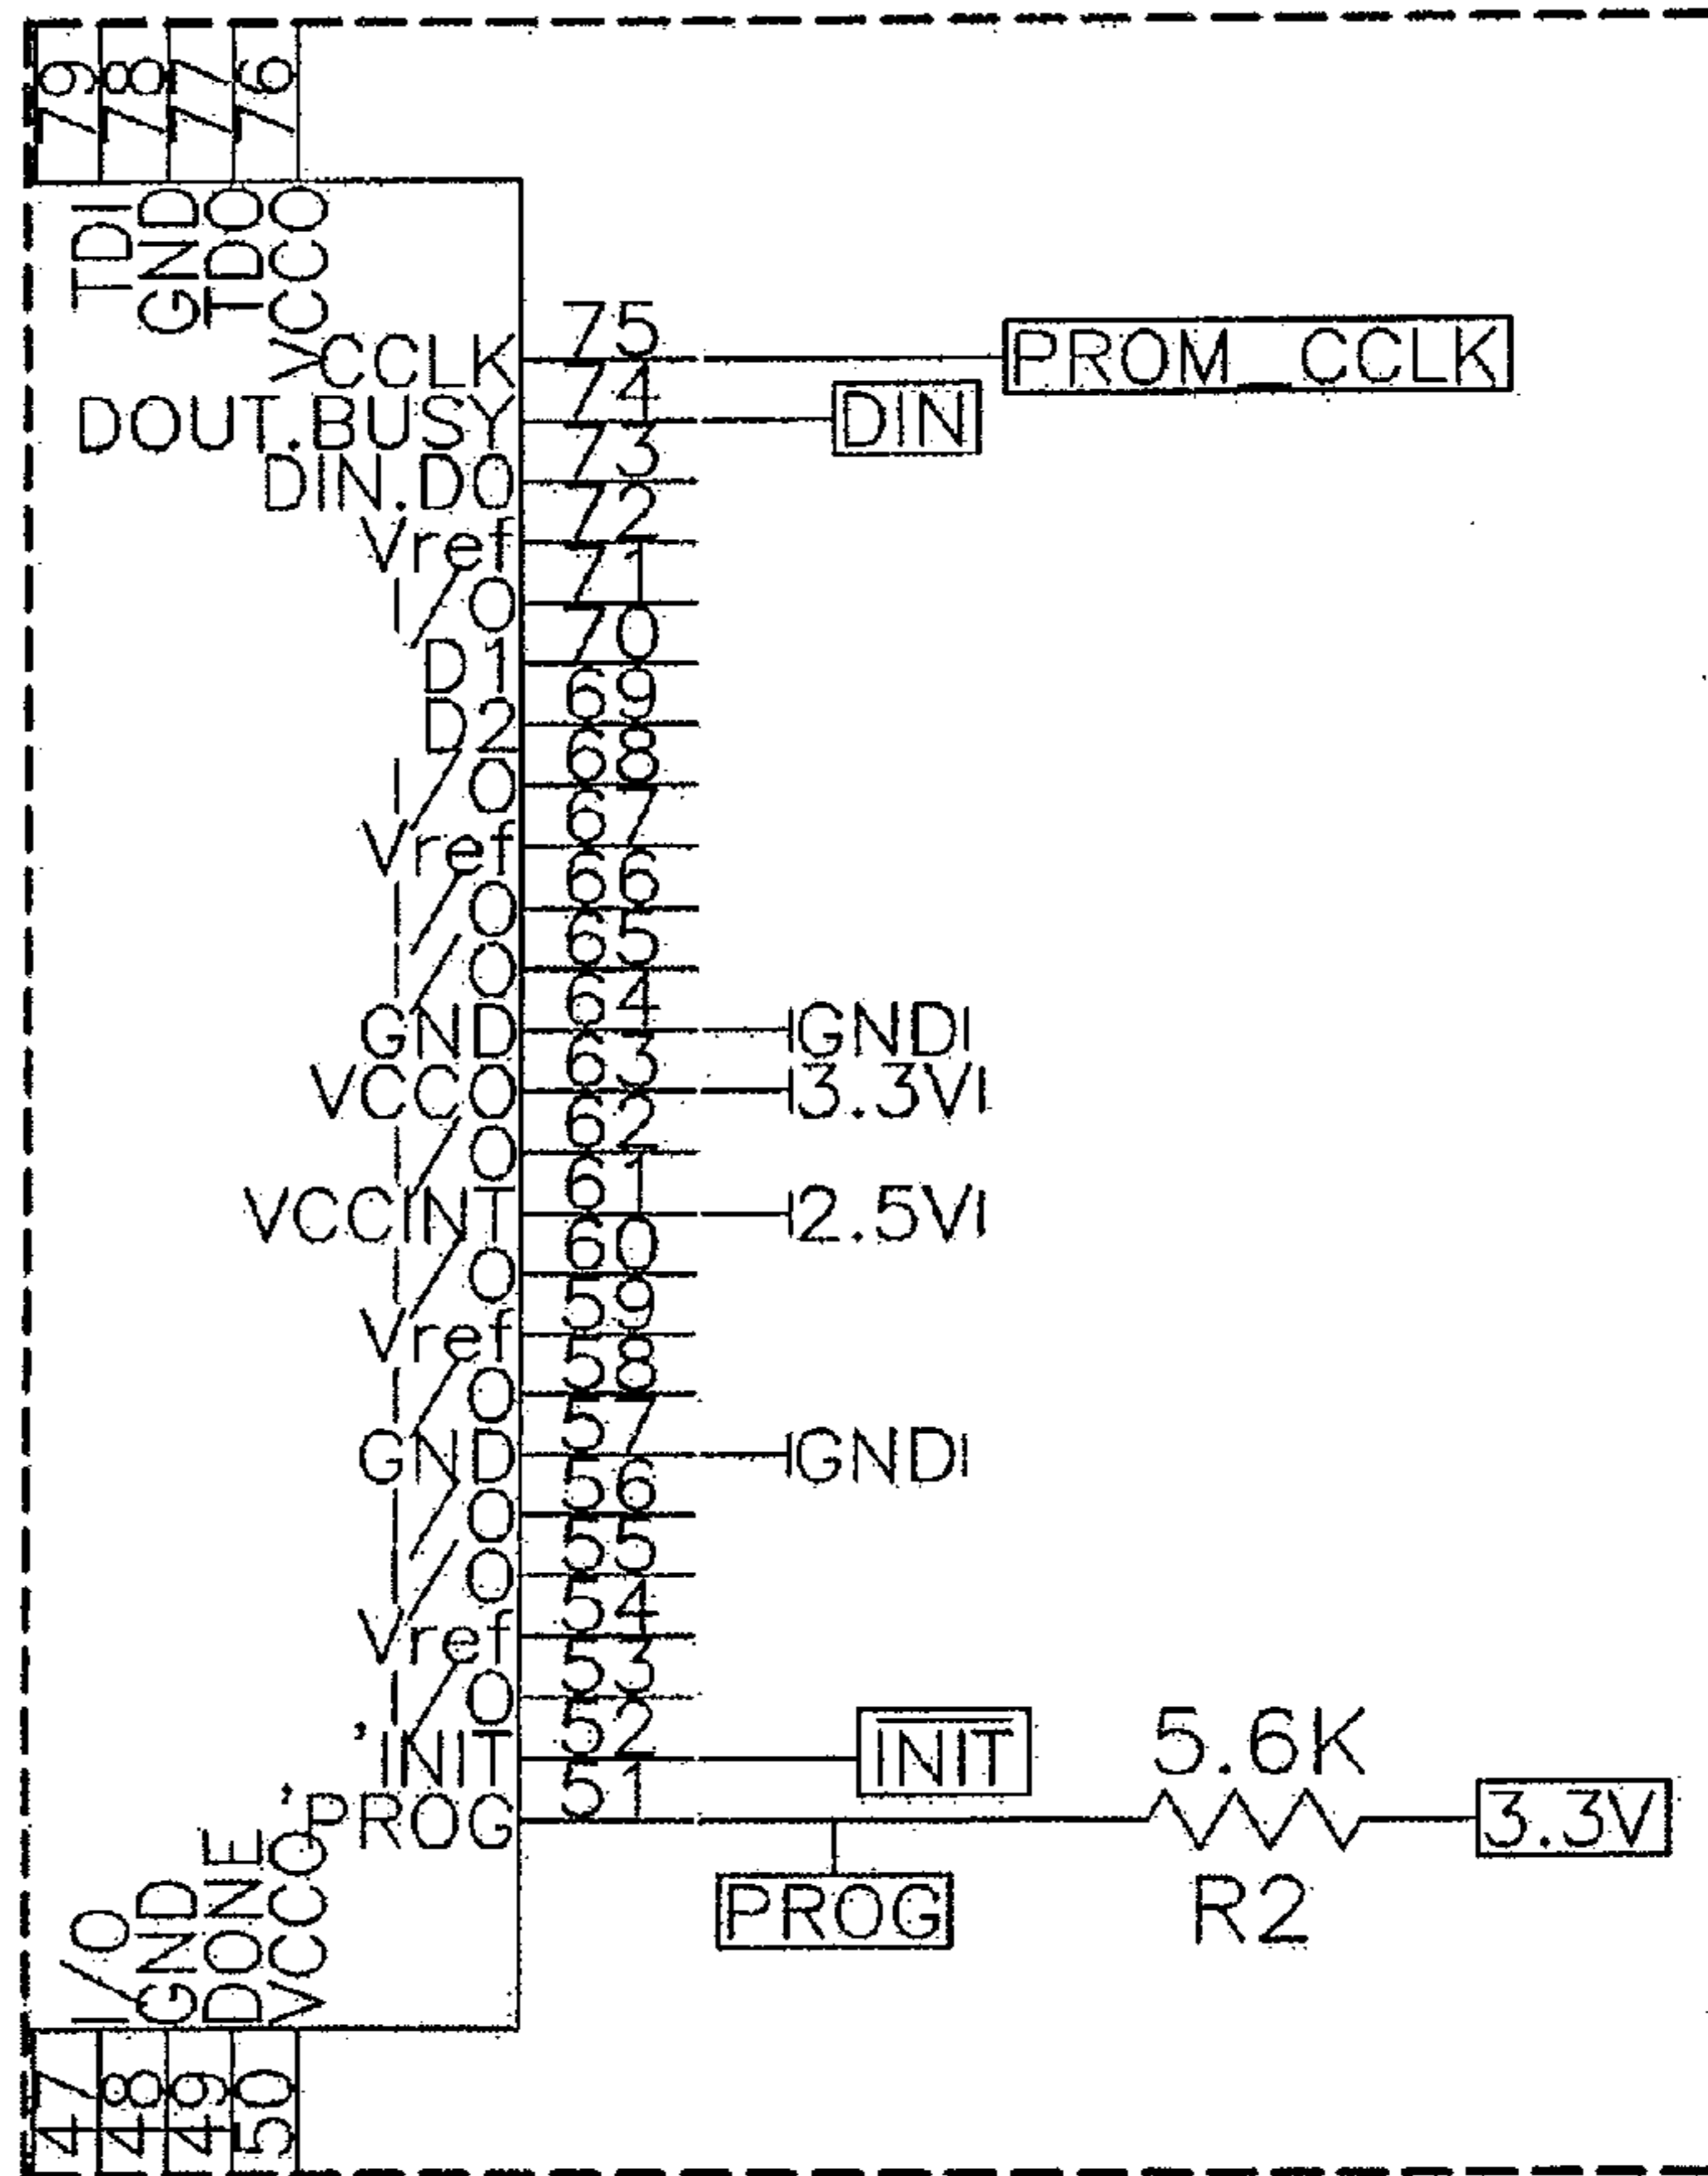 79
78
77
76
TDI
GND
TDO
VCCO
CCLK 75 PROM_CCLK
DOUT.BUSY 74 DIN
DIN.D0 73
Vref 72
I/O 71
D1 70
D2 69
I/O 68
Vref 67
I/O 66
I/O 65
GND 64 GND
VCCO 63 3.3V
I/O 62
VCCINT 61 2.5V
I/O 60
Vref 59
I/O 58
GND 57 GND
I/O 56
I/O 55
Vref 54
I/O 53
'INIT 52 INIT 5.6K
'PROG 51 3.3V
PROG R2
I/O
GND
DONE
VCCO
47
48
49
50